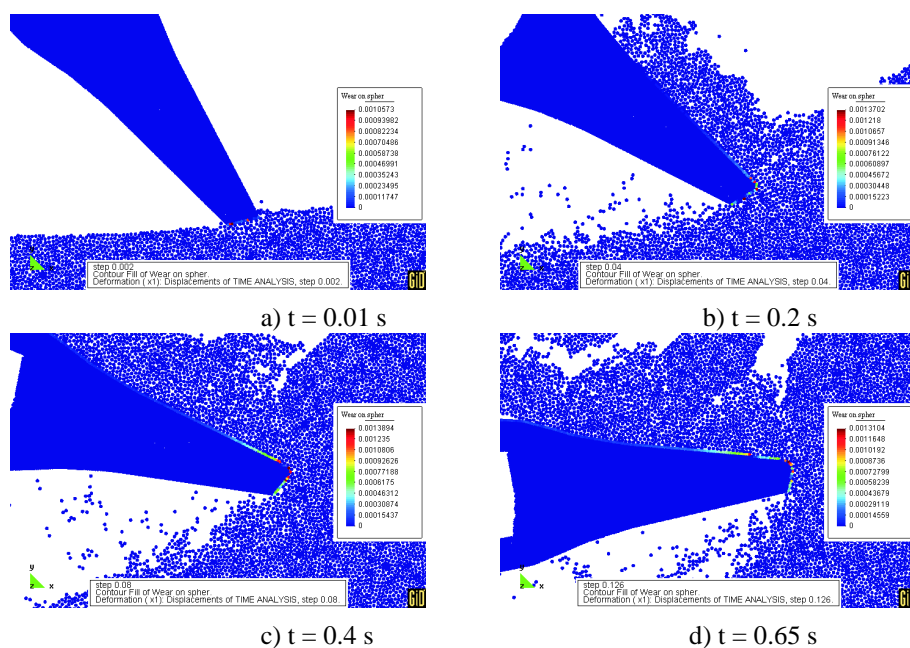 Wear on spher
0.0010573
0.00093982
0.00082234
0.00070486
0.00058738
0.00046991
0.00035243
0.00023495
0.00011747
0
step 0.002
Contour Fill of Wear on spher.
Deformation ( x1): Displacements of TIME ANALYSIS, step 0.002.
GiD
a) t = 0.01 s
Wear on spher
0.0013702
0.001218
0.0010657
0.00091346
0.00076122
0.00060897
0.00045672
0.00030448
0.00015223
0
step 0.04
Contour Fill of Wear on spher.
Deformation ( x1): Displacements of TIME ANALYSIS, step 0.04.
GiD
b) t = 0.2 s
Wear on spher
0.0013894
0.001235
0.0010806
0.00092626
0.00077188
0.0006175
0.00046312
0.00030874
0.00015437
0
y
z x
step 0.08
Contour Fill of Wear on spher.
Deformation ( x1): Displacements of TIME ANALYSIS, step 0.08.
GiD
c) t = 0.4 s
Wear on spher
0.0013104
0.0011648
0.0010192
0.0008736
0.00072799
0.00058239
0.00043679
0.00029119
0.00014559
0
y
z x
step 0.126
Contour Fill of Wear on spher.
Deformation ( x1): Displacements of TIME ANALYSIS, step 0.126.
GiD
d) t = 0.65 s